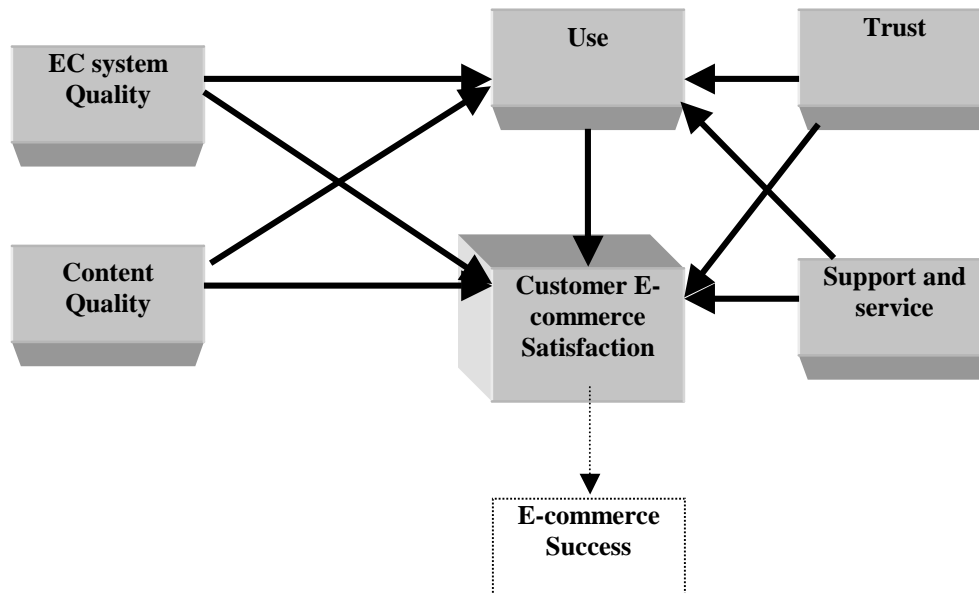 EC system
Quality
Use
Trust
Content
Quality
Customer E-
commerce
Satisfaction
Support and
service
E-commerce
Success